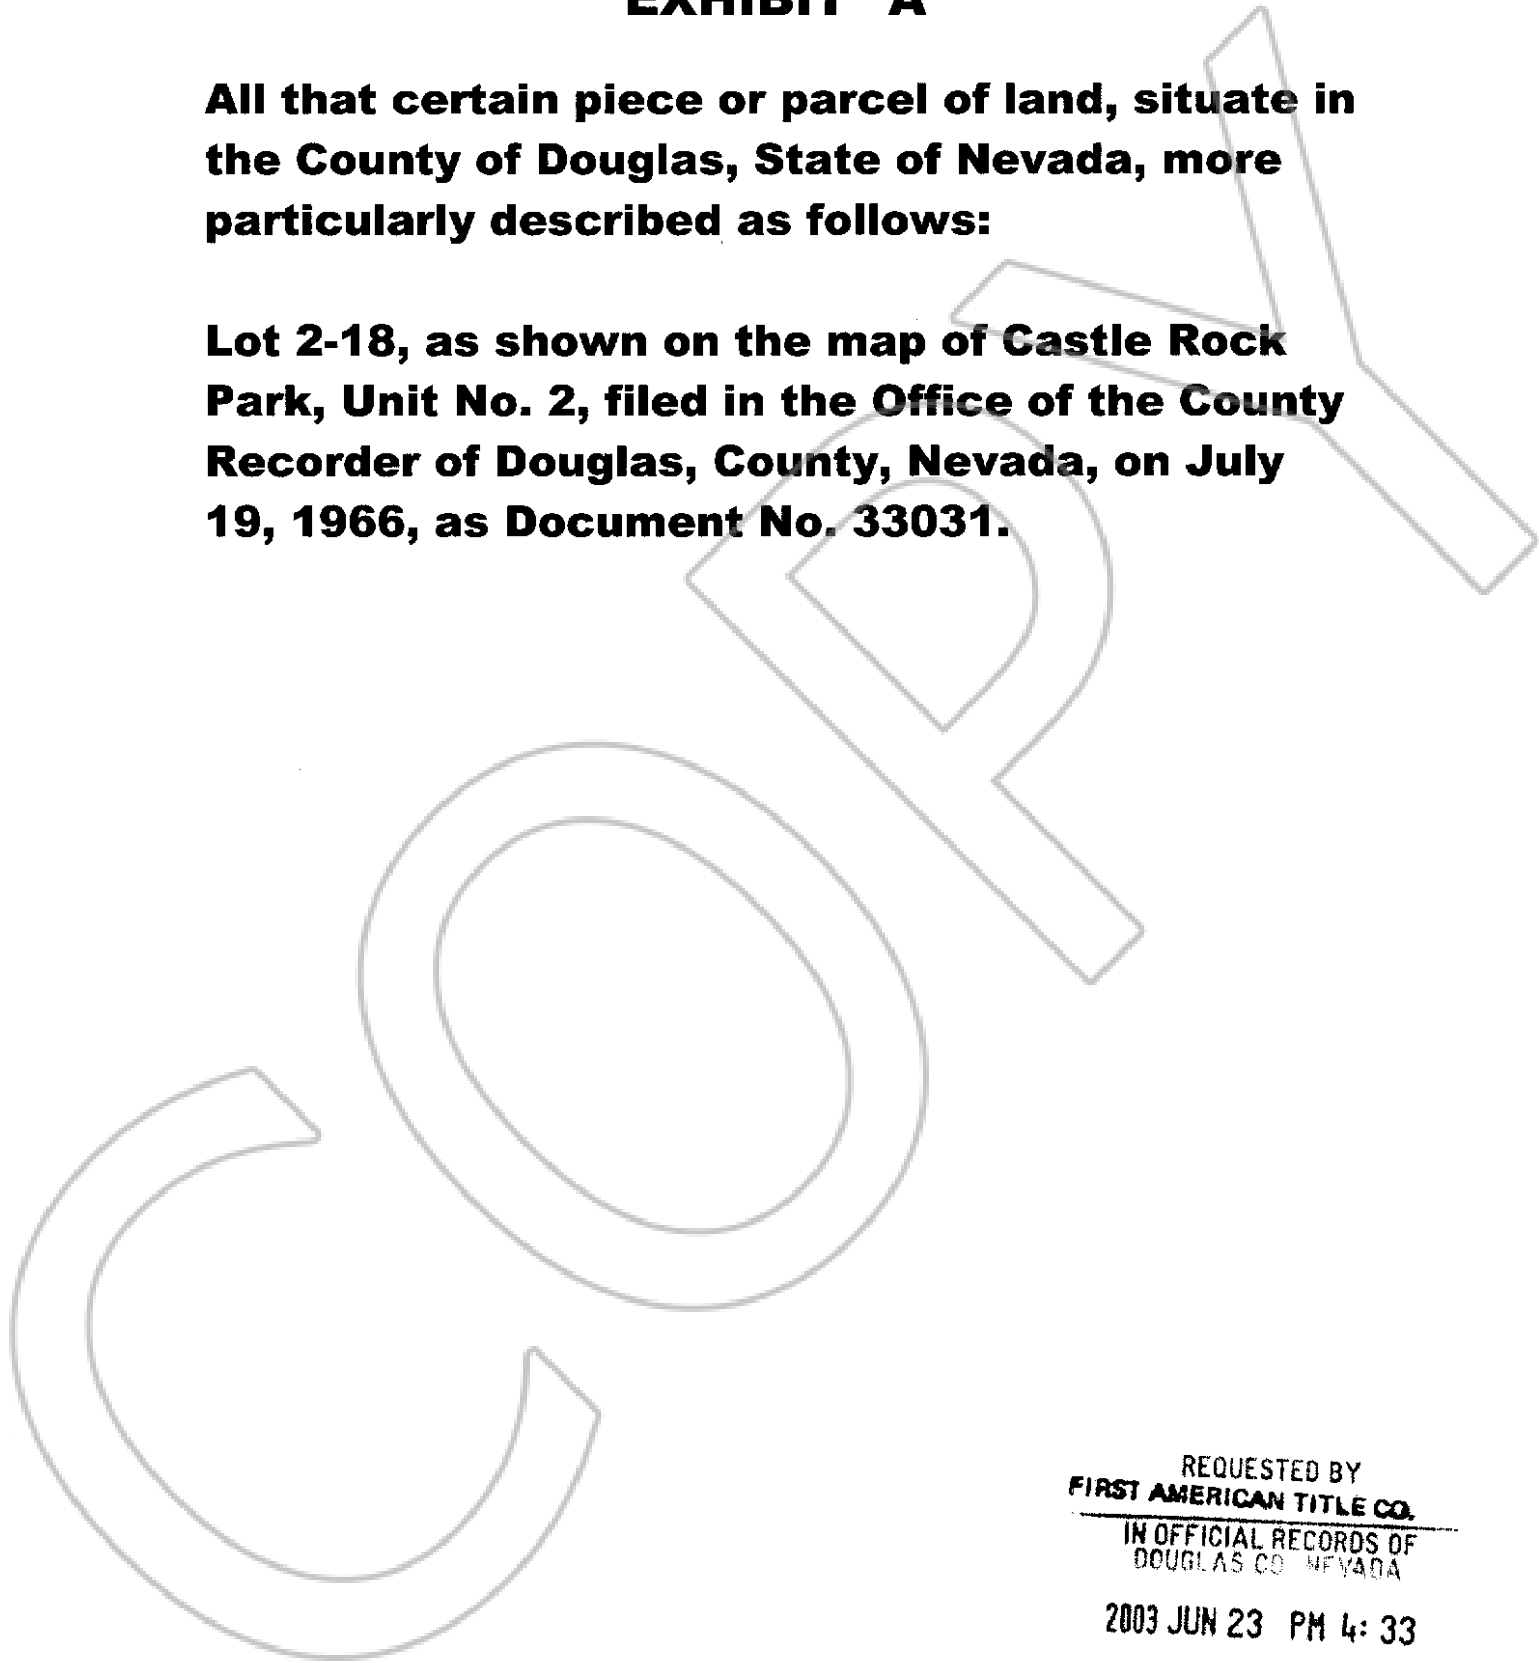 EXHIBIT "A
All that certain piece or parcel of land, situate in
the County of Douglas, State of Nevada, more
particularly described as follows:
Lot 2-18, as shown on the map of Castle Rock
Park, Unit No. 2, filed in the Office of the County
Recorder of Douglas, County, Nevada, on July
19, 1966, as Document No. 33031.
COPY
REQUESTED BY
FIRST AMERICAN TITLE CO.
IN OFFICIAL RECORDS OF
DOUGLAS CO NEVADA
2003 JUN 23 PM 4: 33